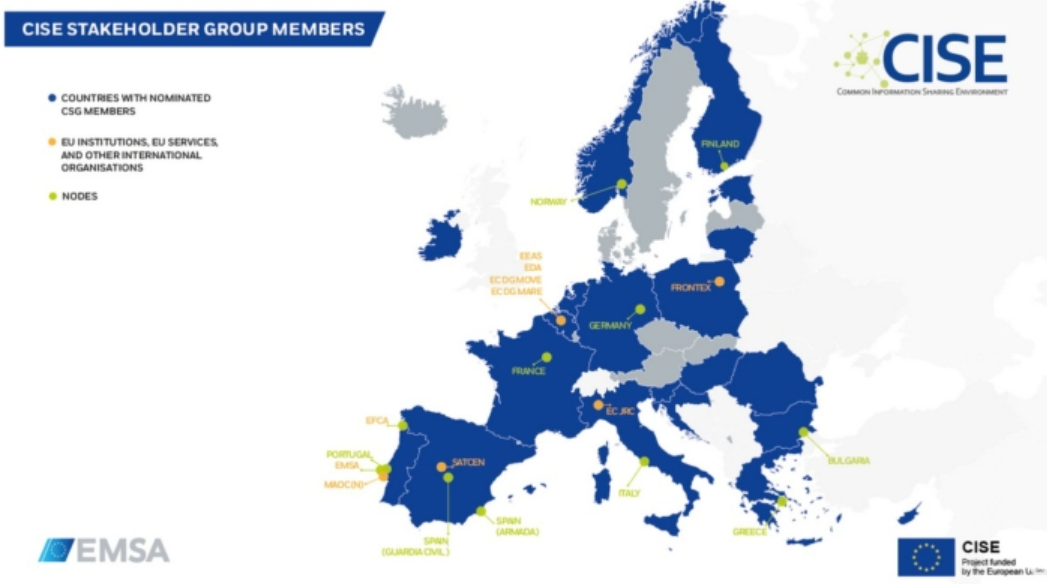 CISE STAKEHOLDER GROUP MEMBERS
CISE
COMMON INFORMATION SHARING ENVIRONMENT
COUNTRIES WITH NOMINATED
CSG MEMBERS
EU INSTITUTIONS, EU SERVICES,
AND OTHER INTERNATIONAL
ORGANISATIONS
NODES
FINLAND
NORWAY
EEAS
EDA
EC DG MOVE
EC DG MARE
FRONTEX
GERMANY
FRANCE
EC JRC
EFCA
PORTUGAL
EMSA
MAOC(N)
SATCEN
BULGARIA
ITALY
SPAIN
(ARMADA)
SPAIN
(GUARDIA CIVIL)
GREECE
EMSA
CISE
Project funded
by the European